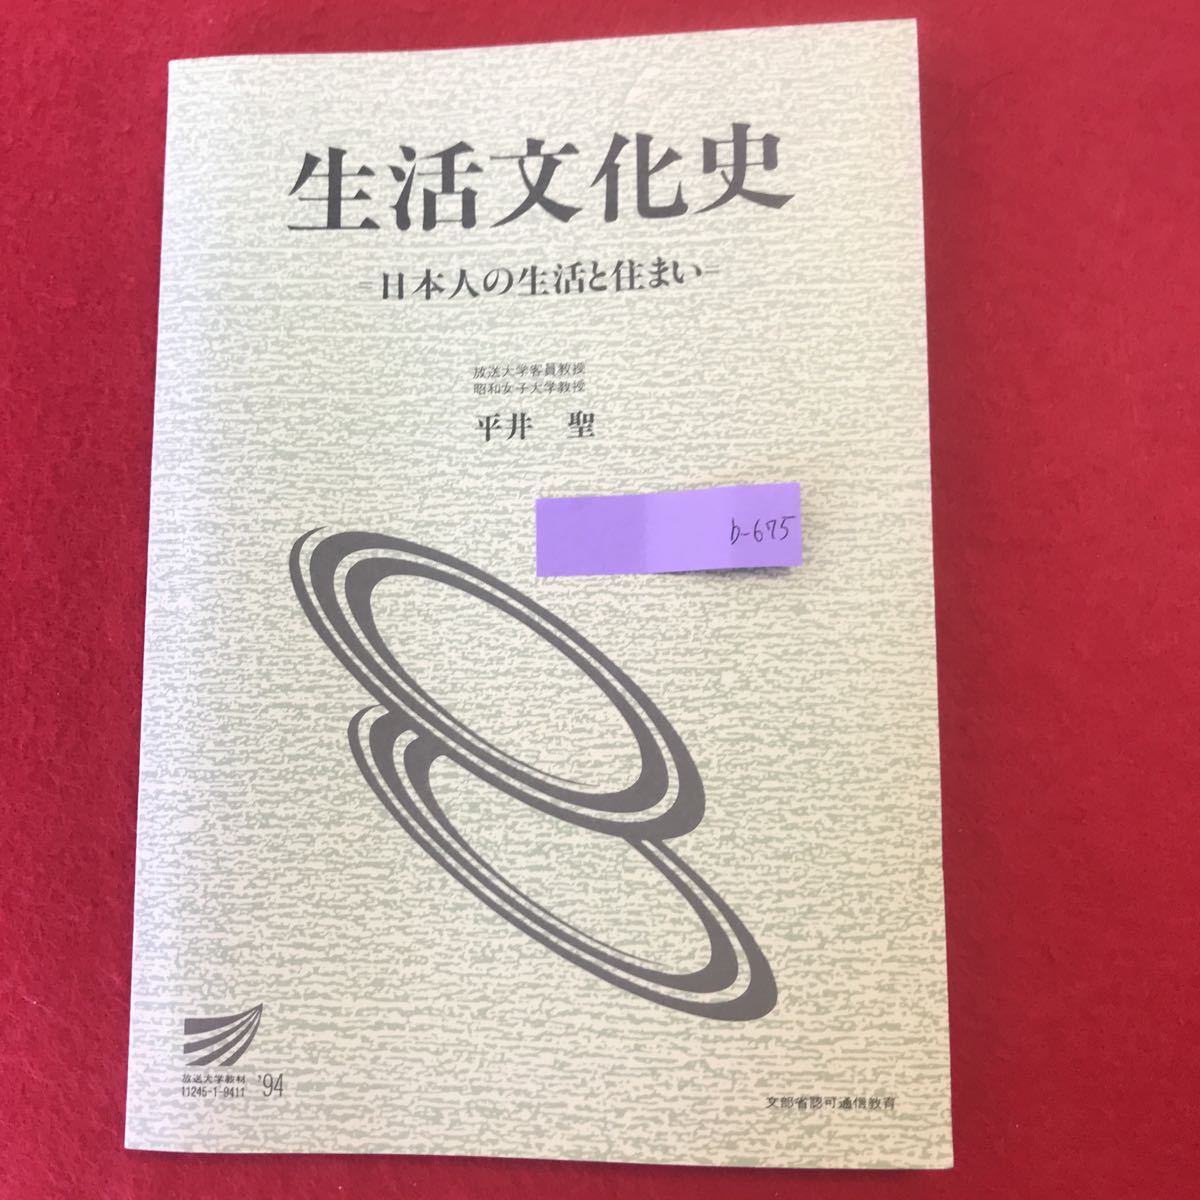 生活文化史
=日本人の生活と住まい=
放送大学客員教授
昭和女子大学教授
平井 聖
b-675
放送大学教材
11245-1-9411 '94
文部省認可通信教育